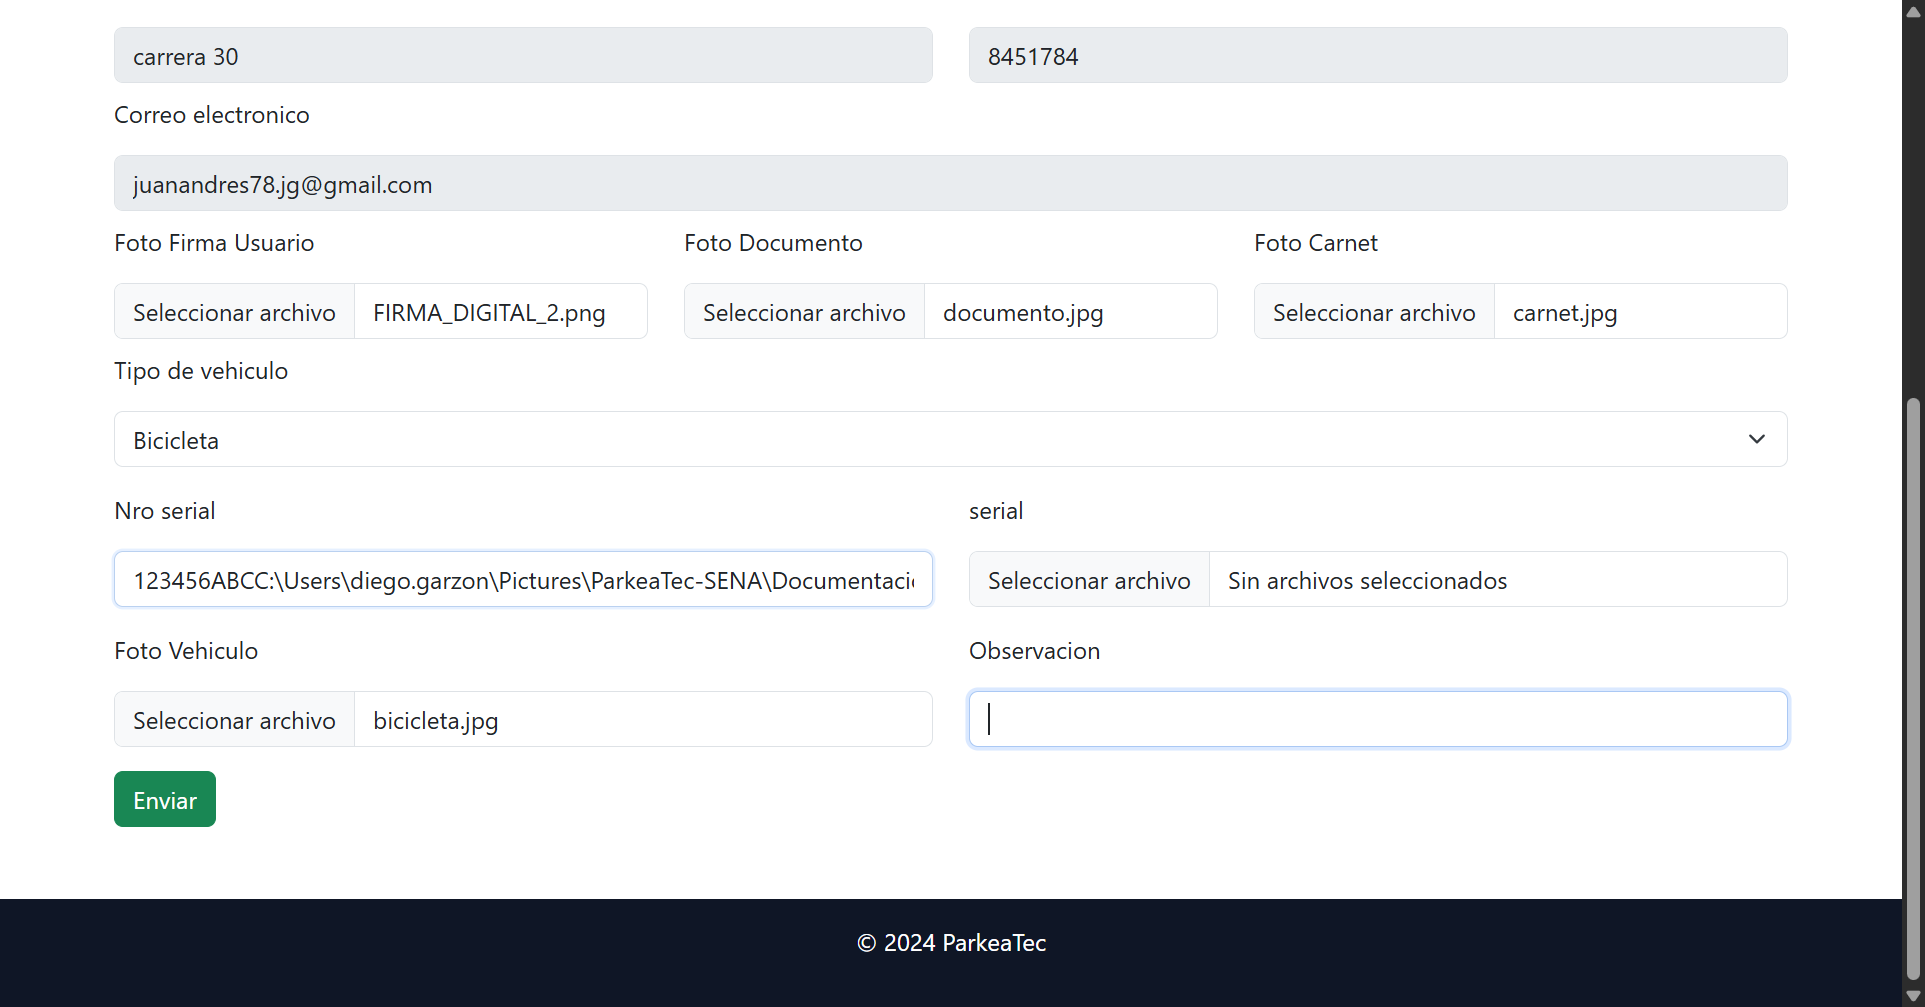 carrera 30
8451784
Correo electronico
juanandres78.jg@gmail.com
Foto Firma Usuario
Foto Documento
Foto Carnet
Seleccionar archivo FIRMA_DIGITAL_2.png
Seleccionar archivo documento.jpg
Seleccionar archivo carnet.jpg
Tipo de vehiculo
Bicicleta
Nro serial
serial
123456ABCC:\Users\diego.garzon\Pictures\ParkeaTec-SENA\Documentaci
Seleccionar archivo Sin archivos seleccionados
Foto Vehiculo
Observacion
Seleccionar archivo bicicleta.jpg
Enviar
© 2024 ParkeaTec